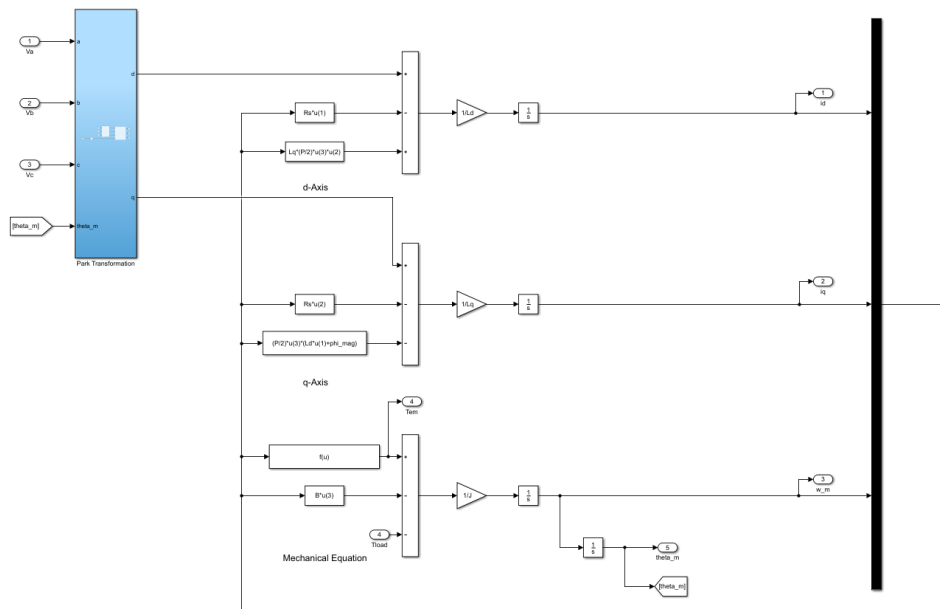 1
Va
a
d
2
Vb
b
3
Vc
c
q
[theta_m]
theta_m
Park Transformation
+
Rs*u(1)
-
1/Ld
1
s
1
id
Lq*(P/2)*u(3)*u(2)
+
d-Axis
+
Rs*u(2)
-
1/Lq
1
s
2
iq
(P/2)*u(3)*(Ld*u(1)+phi_mag)
-
q-Axis
4
Tem
f(u)
+
B*u(3)
-
1/J
1
s
3
w_m
4
Tload
-
Mechanical Equation
1
s
5
theta_m
[theta_m]